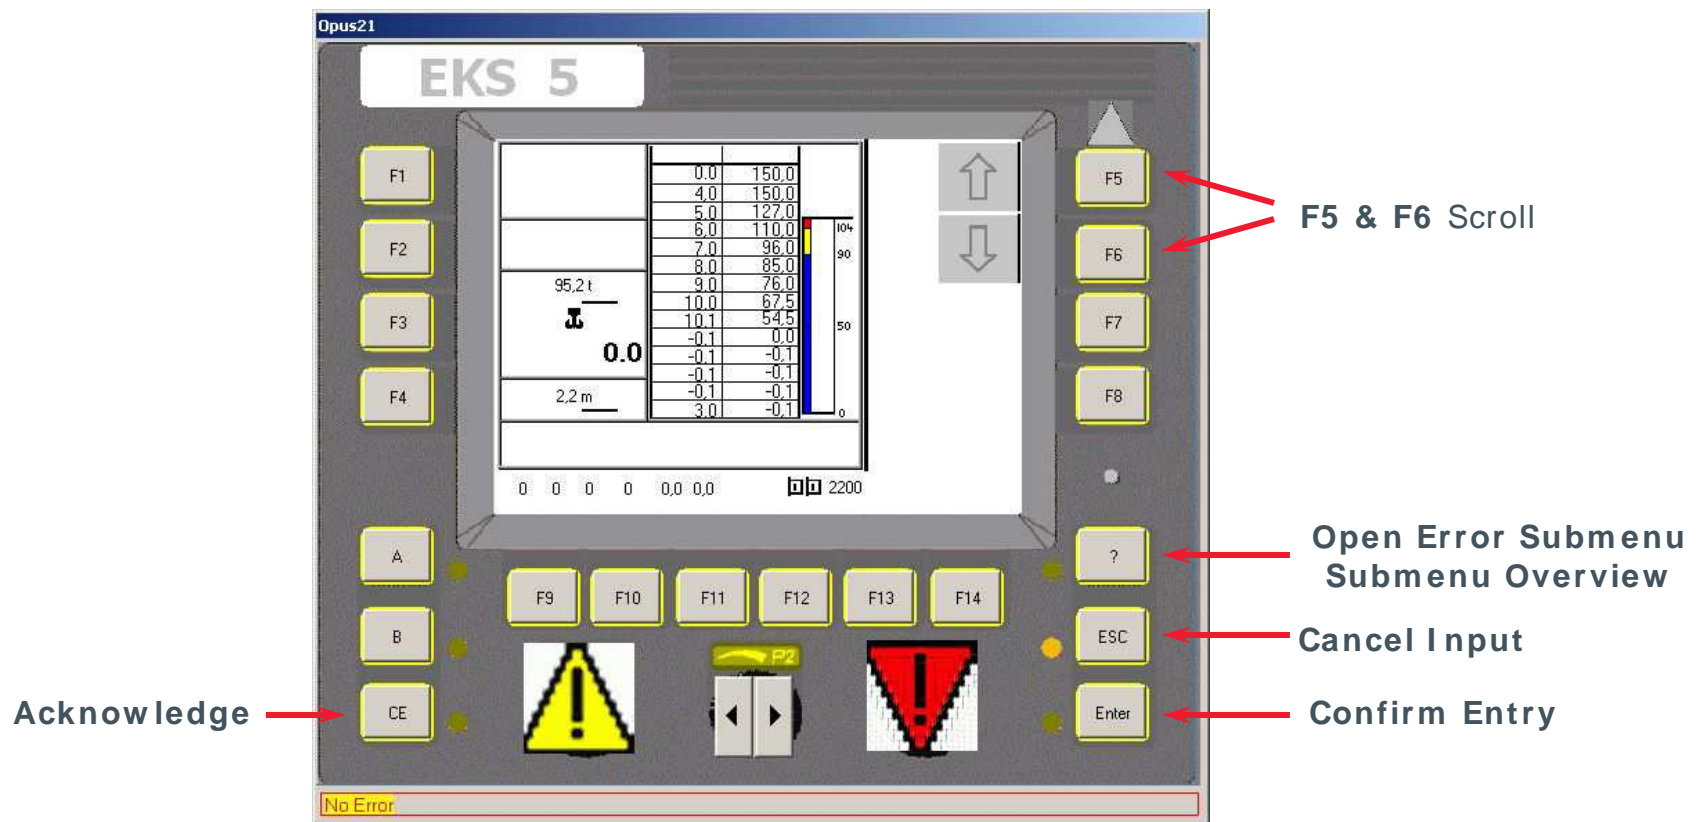 Opus21
EKS 5
F1
F2
F3
F4
0.0 150,0
4,0 150,0
5.0 127,0
6,0 110,0
7.0 96,0
8.0 85,0
9.0 76,0
10.0 67,5
10,1 54,5
-0,1 0,0
-0,1 -0,1
-0,1 -0,1
-0,1 -0,1
3.0 -0,1
95,2 t
0.0
2,2 m
104
90
50
0
0 0 0 0 0,0 0,0 2200
F5
F6
F7
F8
F5 & F6 Scroll
A
B
CE
F9 F10 F11 F12 F13 F14
P2
?
ESC
Enter
Open Error Submenu
Submenu Overview
Cancel Input
Confirm Entry
Acknowledge
No Error